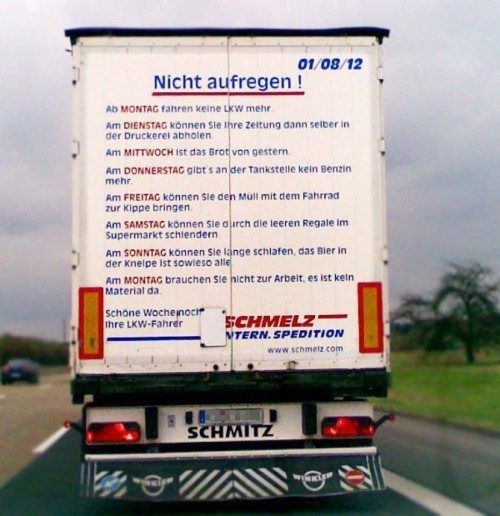 01/08/12
Nicht aufregen !
Ab MONTAG fahren keine LKW mehr.
Am DIENSTAG können Sie Ihre Zeitung dann selber in
der Druckerei abholen.
Am MITTWOCH ist das Brot von gestern.
Am DONNERSTAG gibt's an der Tankstelle kein Benzin
mehr.
Am FREITAG können Sie den Müll mit dem Fahrrad
zur Kippe bringen.
Am SAMSTAG können Sie durch die leeren Regale im
Supermarkt schlendern.
Am SONNTAG können Sie lange schlafen, das Bier in
der Kneipe ist sowieso alle.
Am MONTAG brauchen Sie nicht zur Arbeit, es ist kein
Material da.
Schöne Woche noch
Ihre LKW-Fahrer
SCHMELZ
INTERN. SPEDITION
www.schmelz.com
SCHMITZ
WINKLER WINKLER